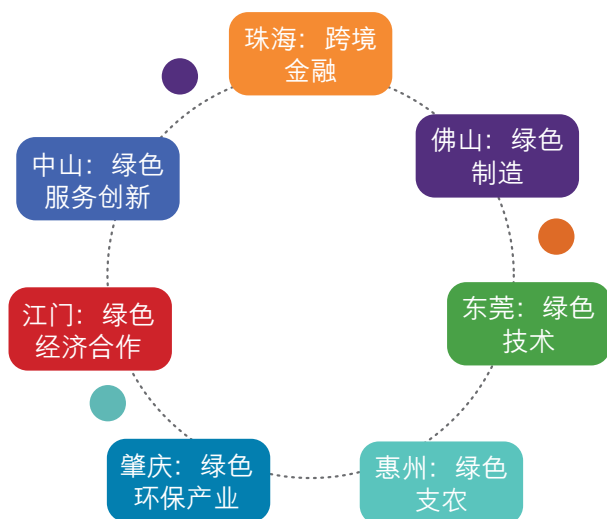 珠海：跨境
金融
佛山：绿色
制造
东莞：绿色
技术
惠州：绿色
支农
肇庆：绿色
环保产业
江门：绿色
经济合作
中山：绿色
服务创新